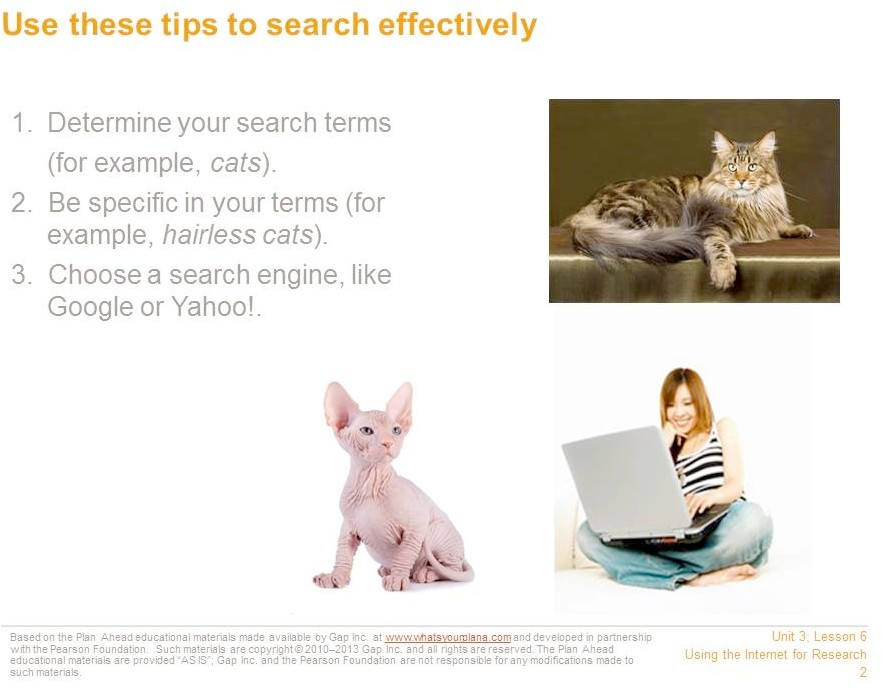 Use these tips to search effectively
1. Determine your search terms
(for example, cats).
2. Be specific in your terms (for
example, hairless cats).
3. Choose a search engine, like
Google or Yahoo!.
Based on the Plan Ahead educational materials made available by Gap Inc. at www.whatsyourplana.com and developed in partnership
with the Pearson Foundation. Such materials are copyright © 2010–2013 Gap Inc. and all rights are reserved. The Plan Ahead
educational materials are provided "AS IS"; Gap Inc. and the Pearson Foundation are not responsible for any modifications made to
such materials.
Unit 3; Lesson 6
Using the Internet for Research
2